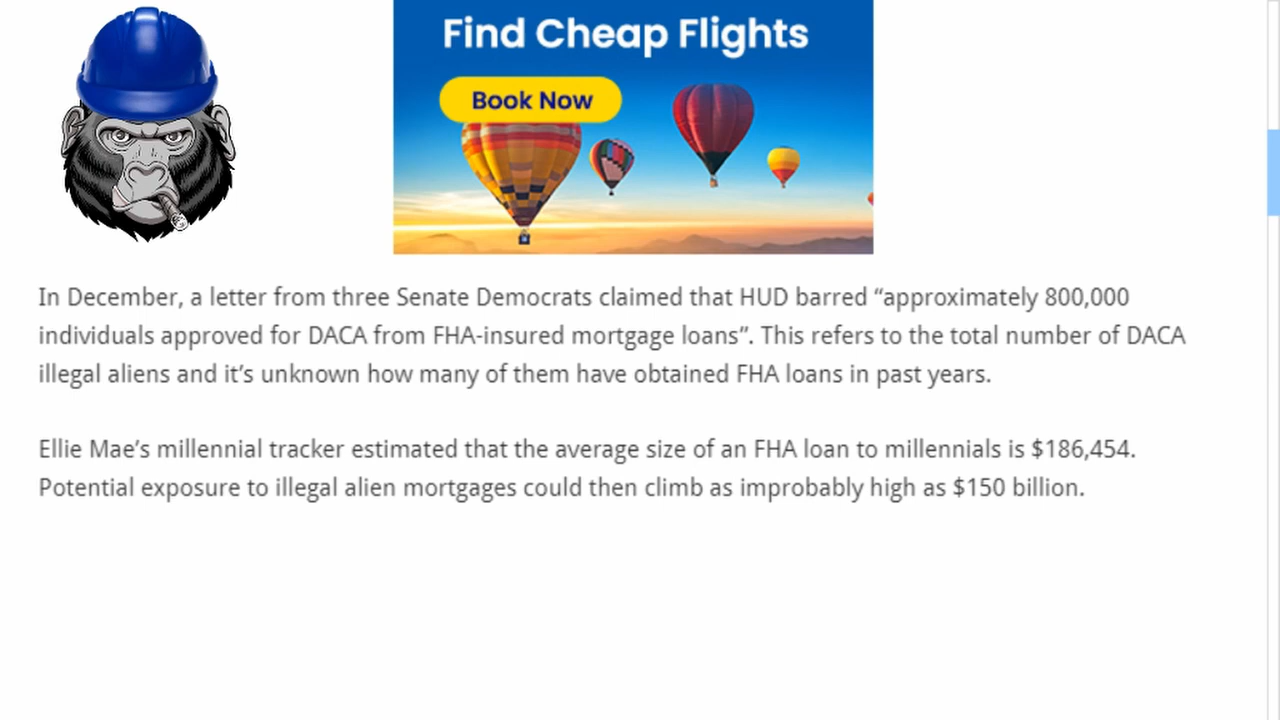 Find Cheap Flights
Book Now
In December, a letter from three Senate Democrats claimed that HUD barred “approximately 800,000
individuals approved for DACA from FHA-insured mortgage loans”. This refers to the total number of DACA
illegal aliens and it’s unknown how many of them have obtained FHA loans in past years.
Ellie Mae’s millennial tracker estimated that the average size of an FHA loan to millennials is $186,454.
Potential exposure to illegal alien mortgages could then climb as improbably high as $150 billion.